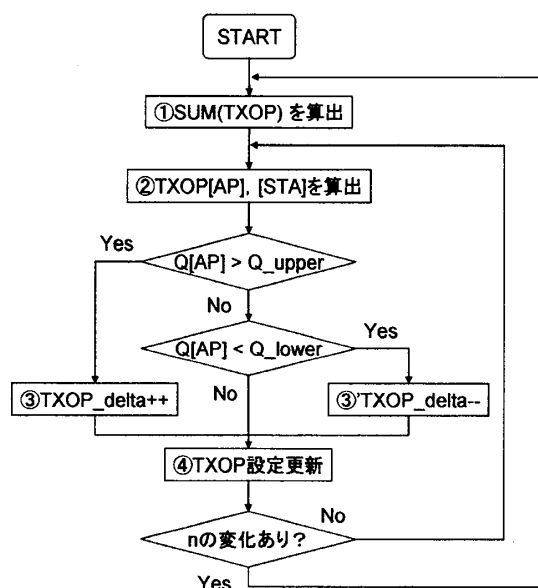 START
①SUM(TXOP) を算出
②TXOP[AP], [STA]を算出
Yes
Q[AP] > Q_upper
No
Q[AP] < Q_lower
Yes
③TXOP_delta++
No
③'TXOP_delta--
④TXOP設定更新
nの変化あり?
No
Yes